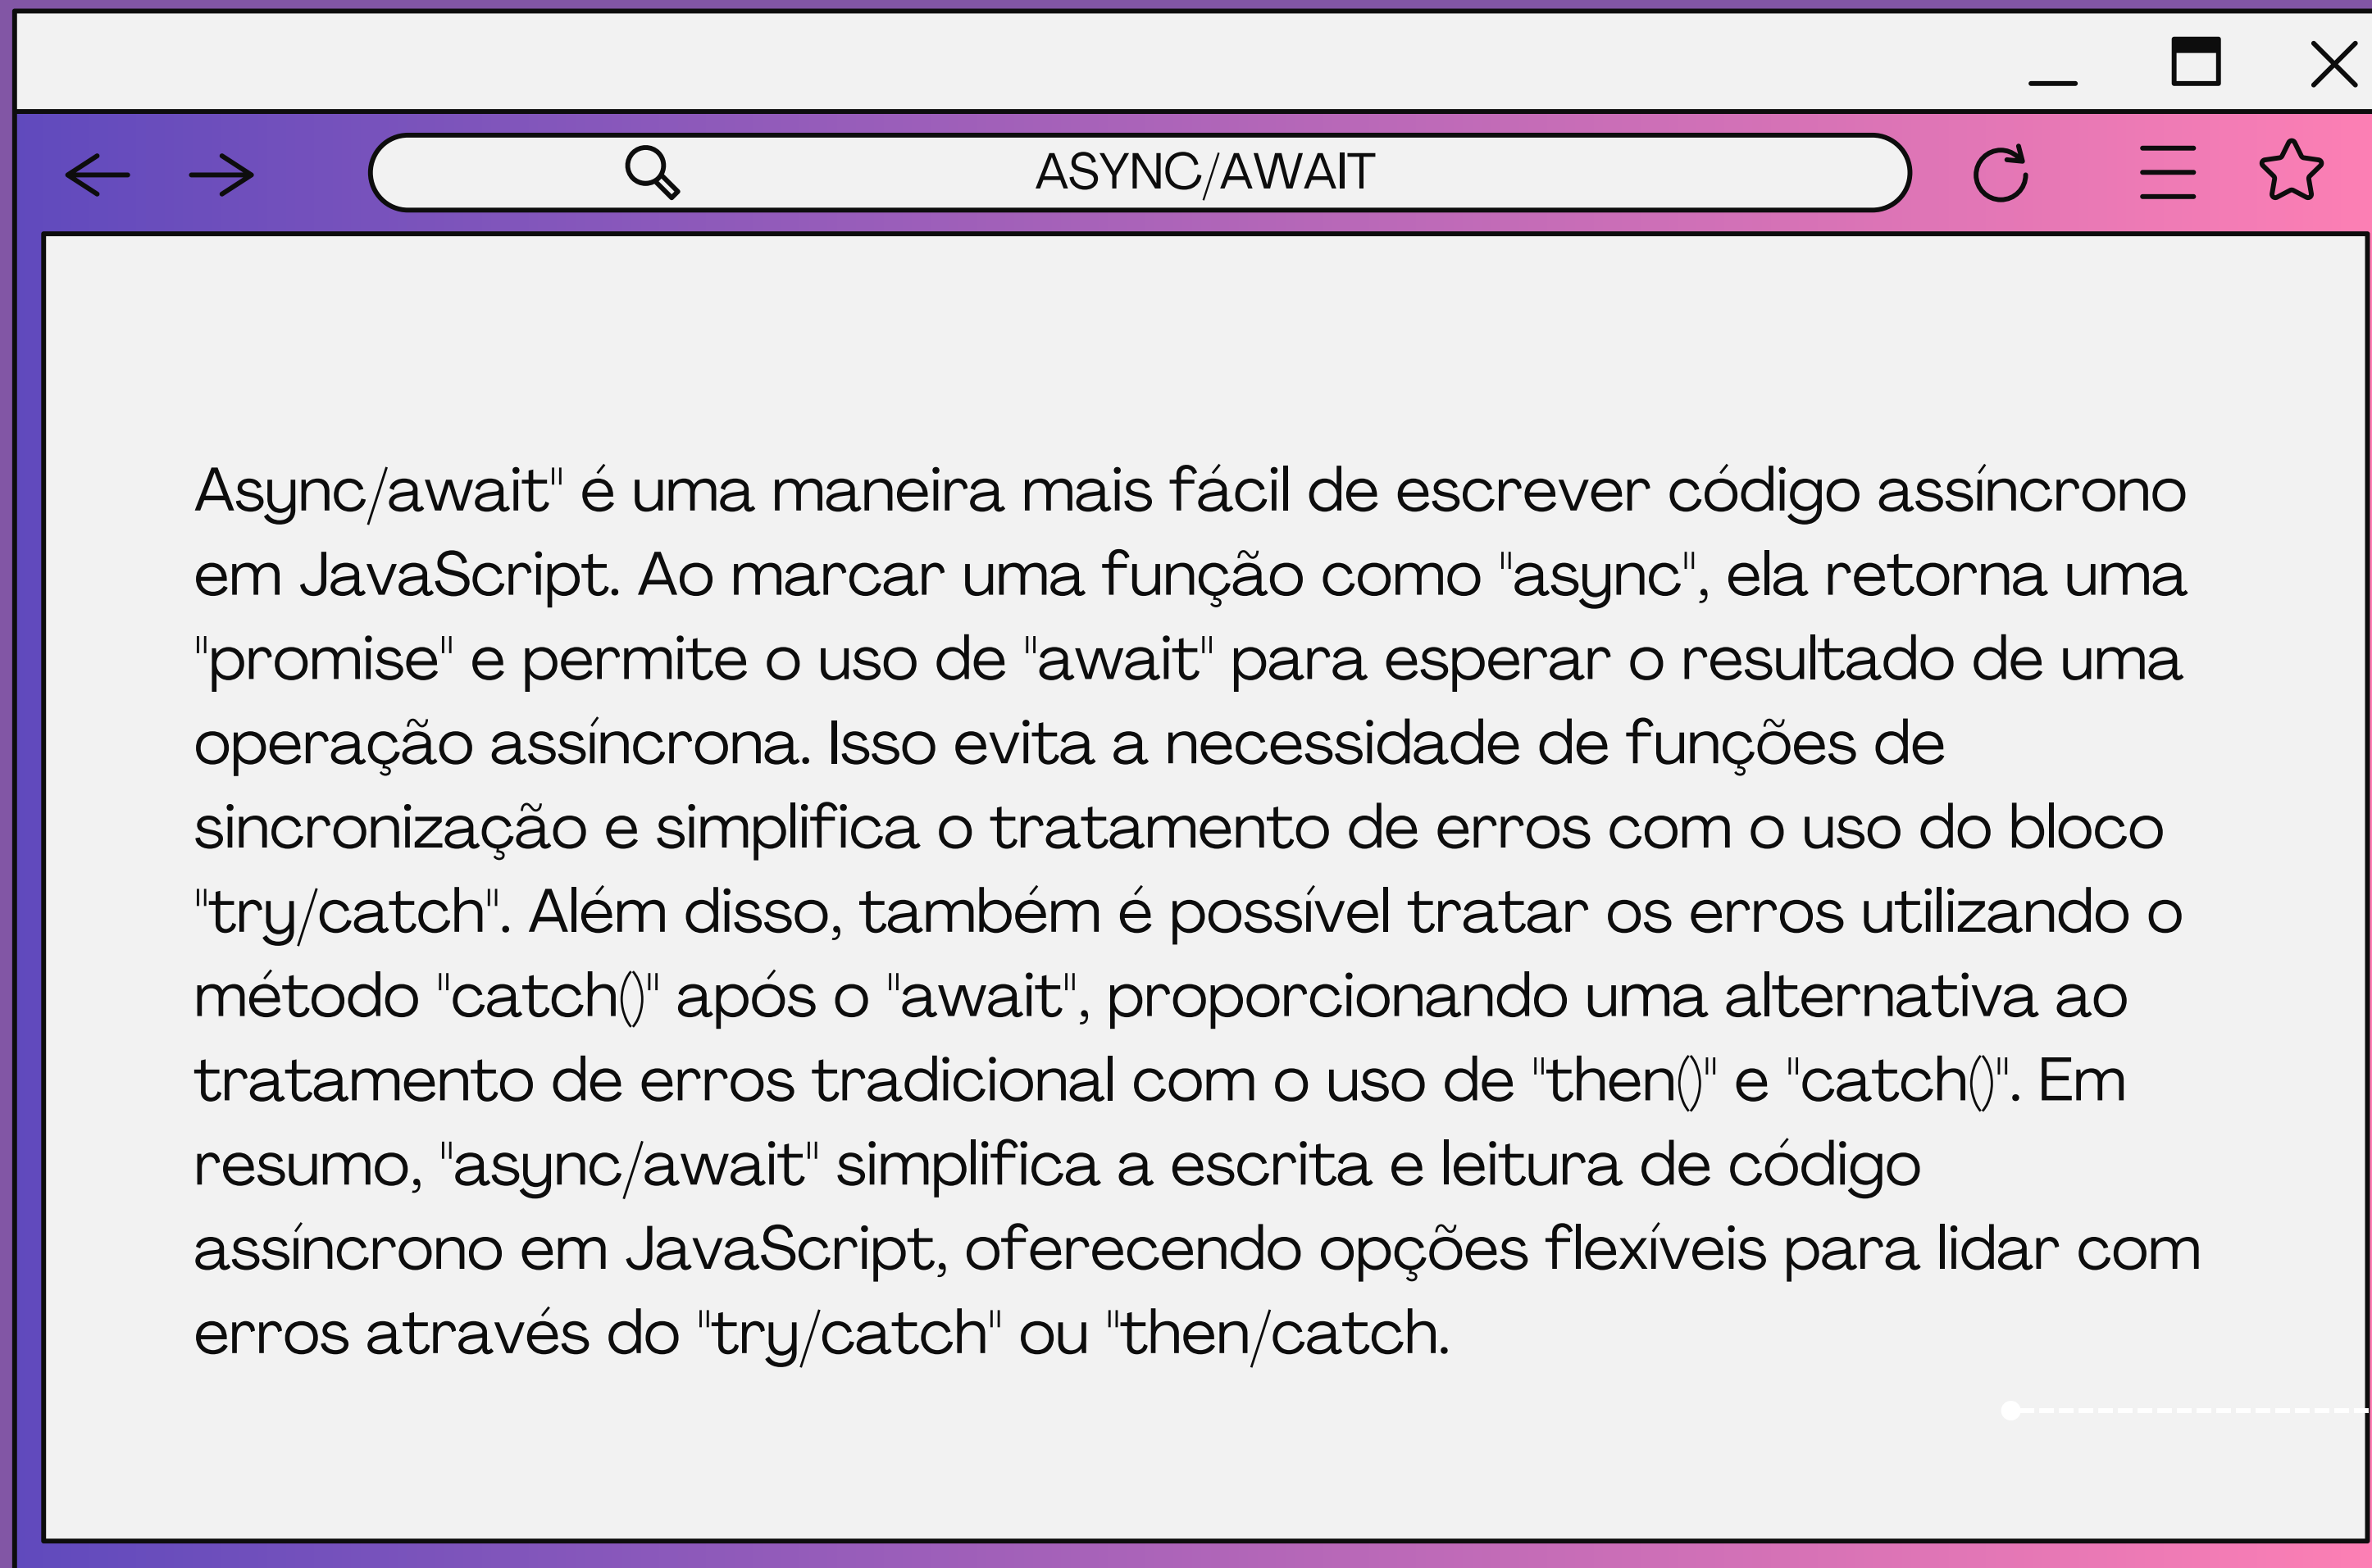 ASYNC/AWAIT
Async/await" é uma maneira mais fácil de escrever código assíncrono
em JavaScript. Ao marcar uma função como "async", ela retorna uma
"promise" e permite o uso de "await" para esperar o resultado de uma
operação assíncrona. Isso evita a necessidade de funções de
sincronização e simplifica o tratamento de erros com o uso do bloco
"try/catch". Além disso, também é possível tratar os erros utilizando o
método "catch()" após o "await", proporcionando uma alternativa ao
tratamento de erros tradicional com o uso de "then()" e "catch()". Em
resumo, "async/await" simplifica a escrita e leitura de código
assíncrono em JavaScript, oferecendo opções flexíveis para lidar com
erros através do "try/catch" ou "then/catch.